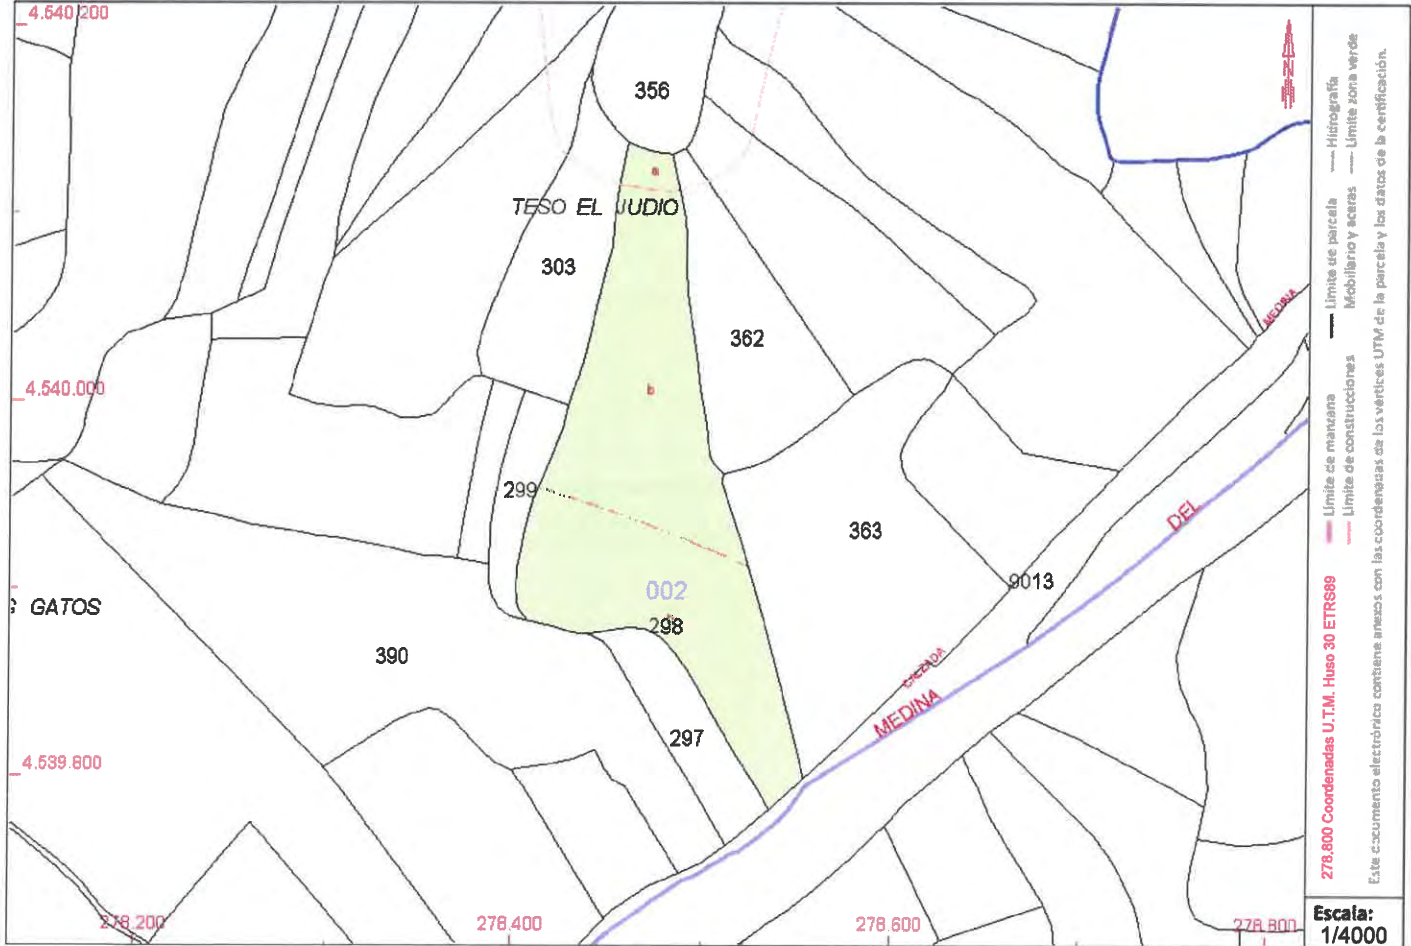 4.640.200
356
a
TESO EL JUDIO
303
362
MEDINA
4.540.000
b
299
363
DEL
002
9013
298
GATOS
390
CALZADA
MEDINA
297
4.539.800
278.200
278.400
278.600
278.800
278.800 Coordenadas U.T.M. Huso 30 ETRS89
Límite de manzana
Límite de parcela
Hidrografía
Límite de construcciones
Mobiliario y aceras
Límite zona verde
Este documento electrónico contiene anexos con las coordenadas de los vértices UTM de la parcela y los datos de la certificación.
Escala:
1/4000